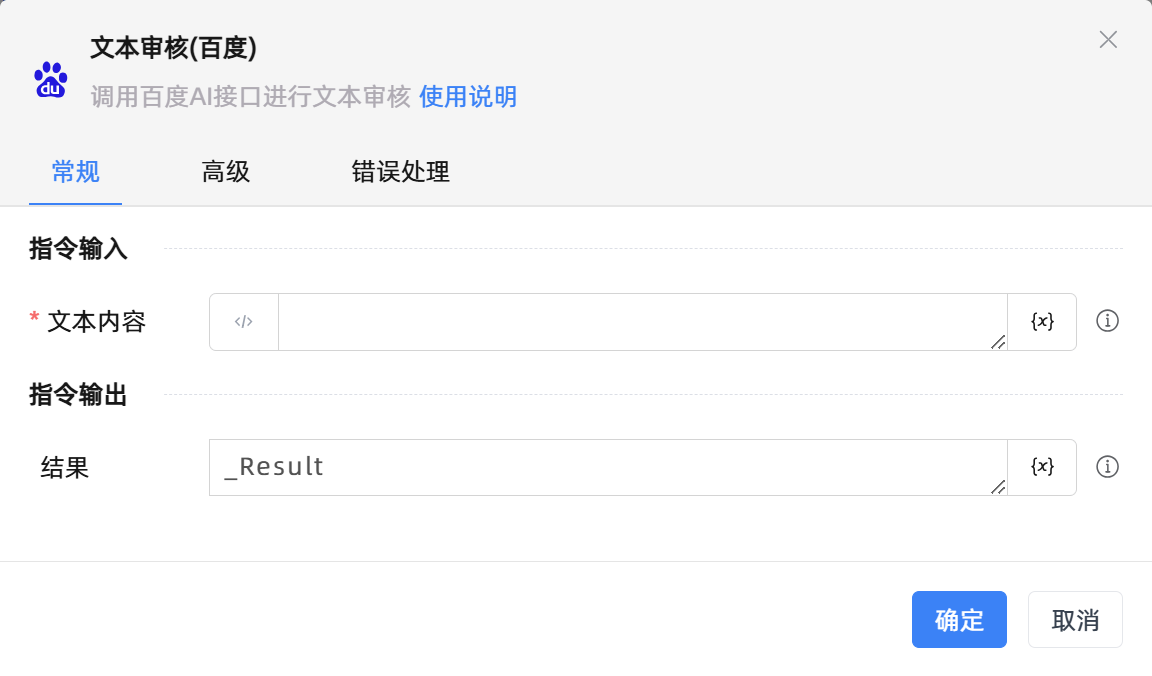 文本审核(百度)
du
调用百度AI接口进行文本审核 使用说明
常规 高级 错误处理
指令输入
* 文本内容 </> {x}
指令输出
结果 _Result {x}
确定 取消